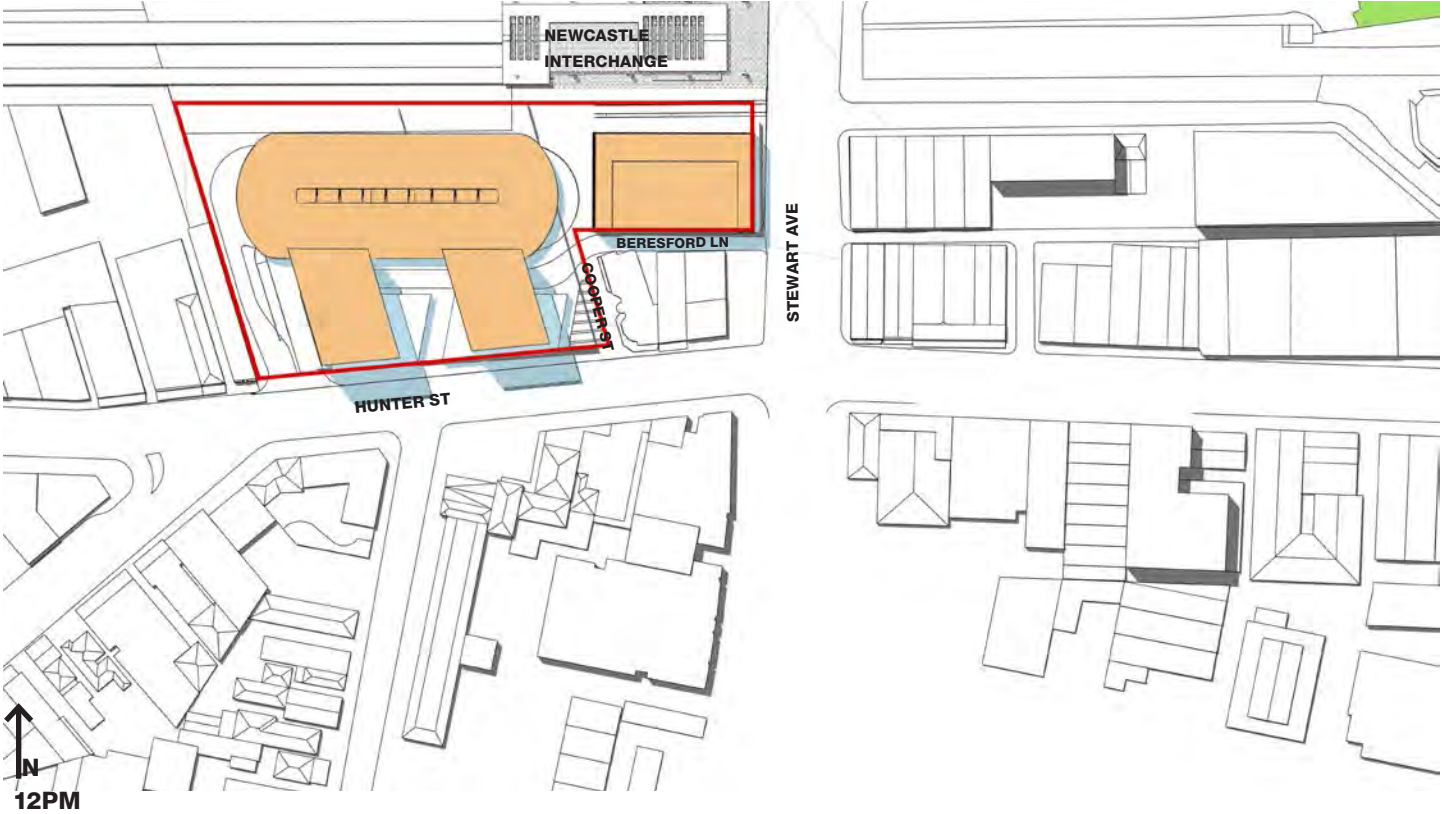 NEWCASTLE
INTERCHANGE
STEWART AVE
BERESFORD LN
COOPER ST
HUNTER ST
N
12PM